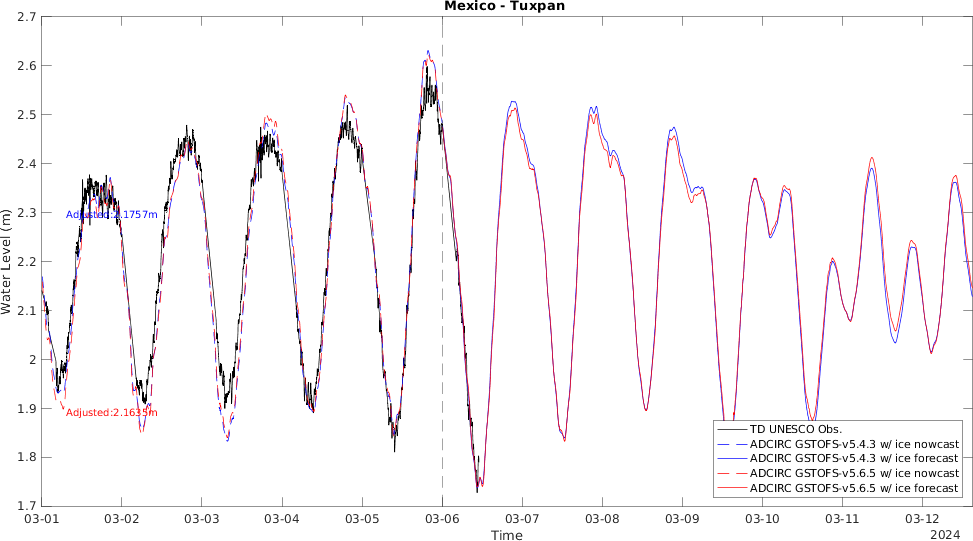 Mexico - Tuxpan
Water Level (m)
2.7
2.6
2.5
2.4
2.3
2.2
2.1
2
1.9
1.8
1.7
Adjusted:2.1757m
Adjusted:2.1635m
TD UNESCO Obs.
ADCIRC GSTOFS-v5.4.3 w/ ice nowcast
ADCIRC GSTOFS-v5.4.3 w/ ice forecast
ADCIRC GSTOFS-v5.6.5 w/ ice nowcast
ADCIRC GSTOFS-v5.6.5 w/ ice forecast
03-01 03-02 03-03 03-04 03-05 03-06 03-07 03-08 03-09 03-10 03-11 03-12
Time
2024